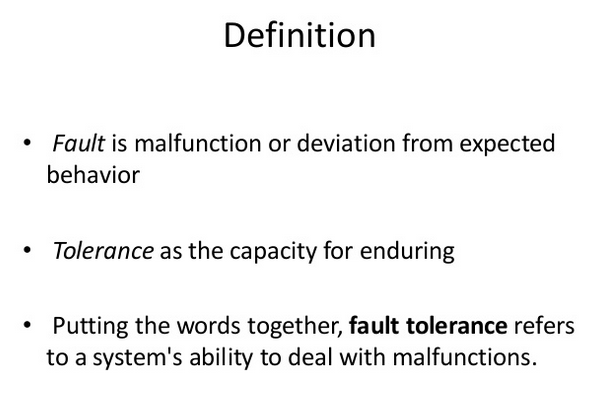 Definition
• Fault is malfunction or deviation from expected
behavior
• Tolerance as the capacity for enduring
• Putting the words together, fault tolerance refers
to a system's ability to deal with malfunctions.